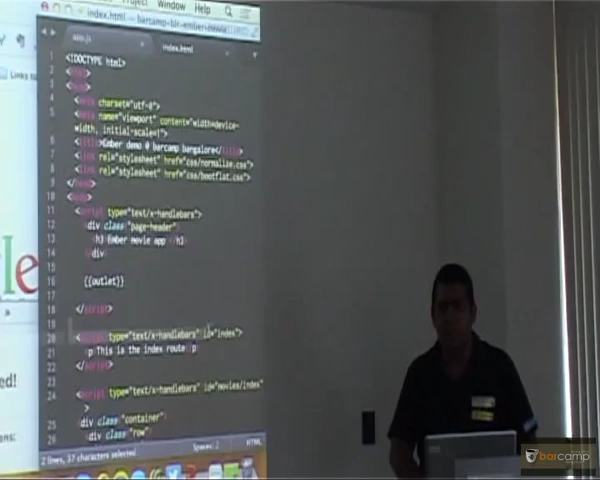 Project Window Help
index.html — barcamp-blr-ember-movie
app.js
index.html
1 <!DOCTYPE html>
2 <html>
3 <head>
4 <meta charset="utf-8">
5 <meta name="viewport" content="width=device-
width, initial-scale=1">
6 <title>Ember demo @ barcamp bangalore</title>
7 <link rel="stylesheet" href="css/normalize.css">
8 <link rel="stylesheet" href="css/bootflat.css">
9 </head>
10 <body>
11 <script type="text/x-handlebars">
12 <div class="page-header">
13 <h3>Ember movie app </h3>
14 </div>
15
16 {{outlet}}
17
18 </script>
19
20 <script type="text/x-handlebars" id="index">
21 <p>This is the index route</p>
22 </script>
23
24 <script type="text/x-handlebars" id="movies/index"
>
25 <div class="container">
26 <div class="row">
2 lines, 37 characters selected
Spaces: 2
HTML
Links
le
»
ed!
ons:
barcamp